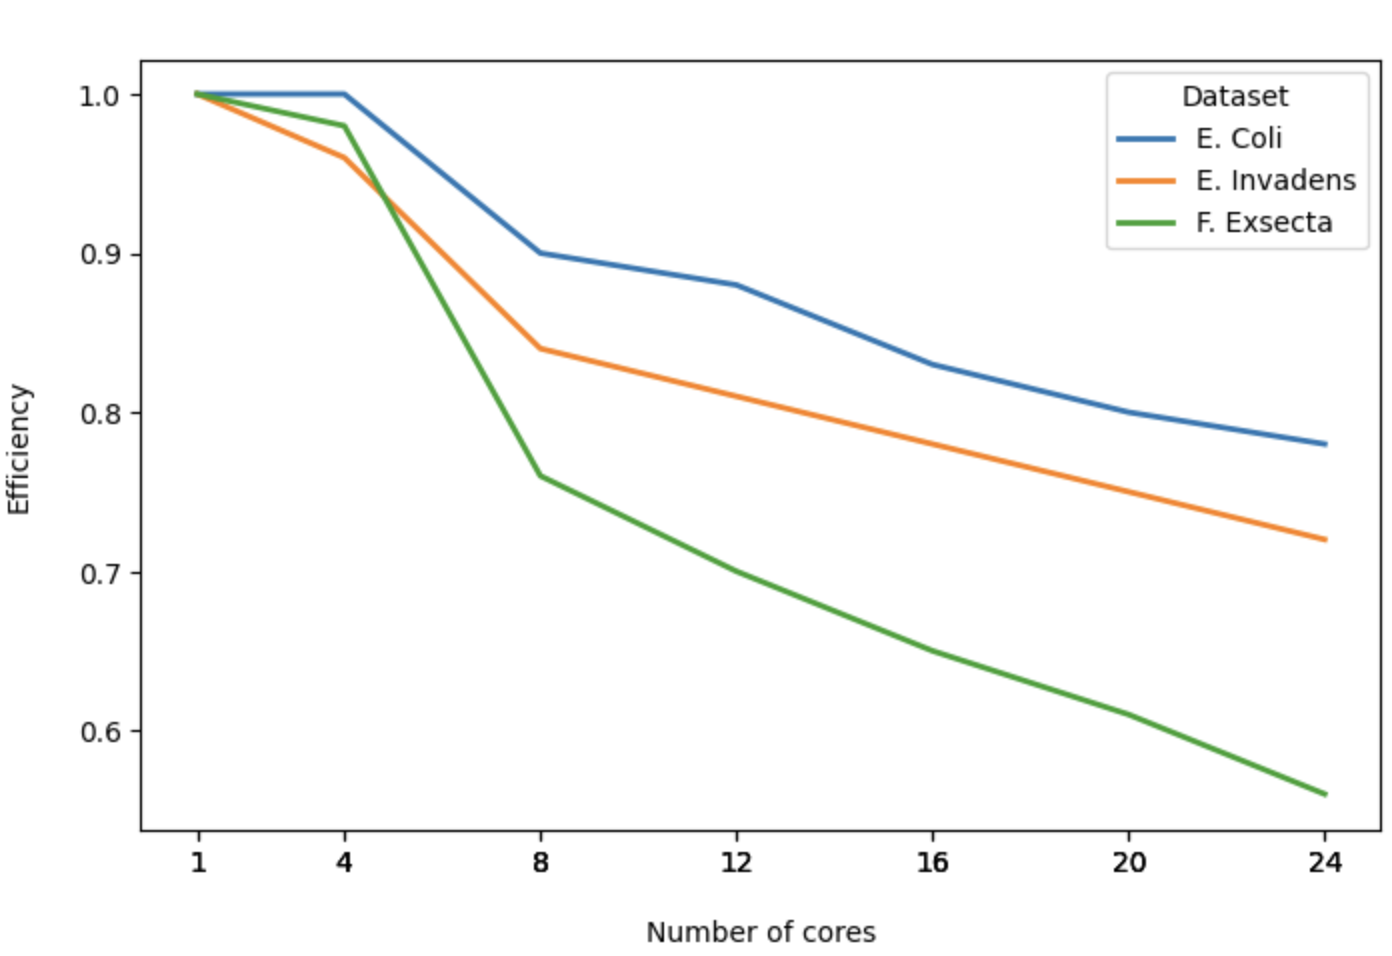 Dataset
E. Coli
E. Invadens
F. Exsecta
1.0
0.9
0.8
0.7
0.6
Efficiency
1 4 8 12 16 20 24
Number of cores